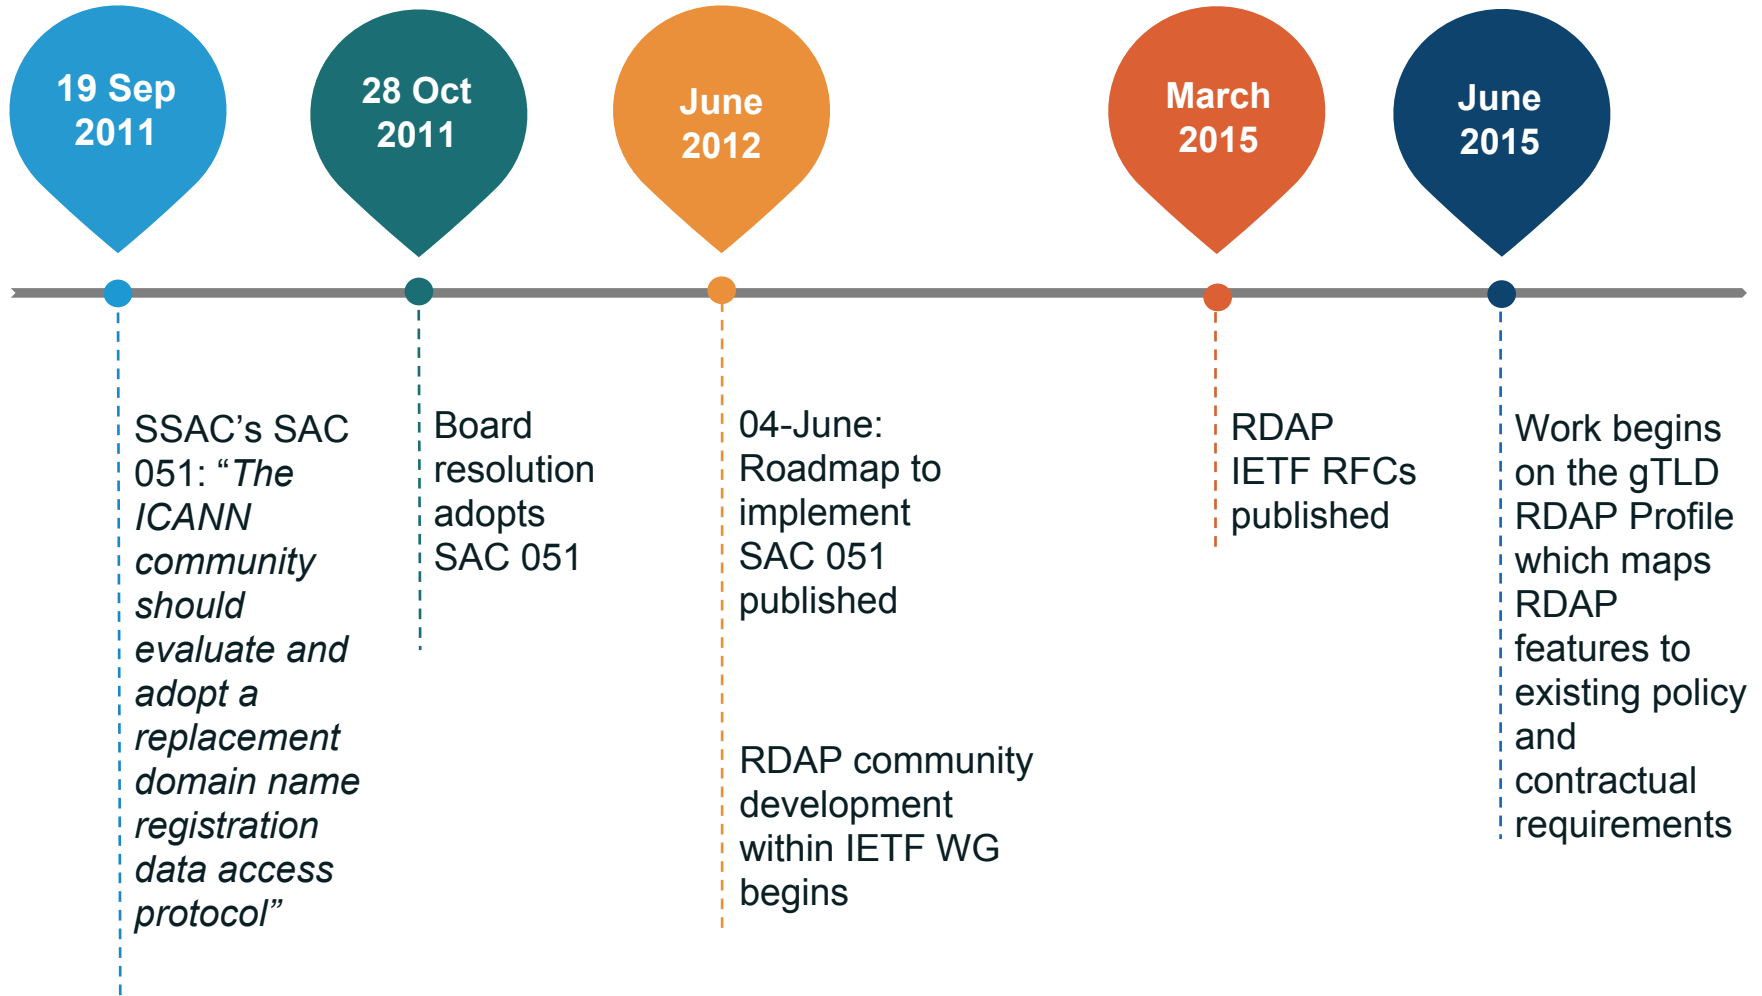 19 Sep
2011
28 Oct
2011
June
2012
March
2015
June
2015
SSAC’s SAC
051: “The
ICANN
community
should
evaluate and
adopt a
replacement
domain name
registration
data access
protocol”
Board
resolution
adopts
SAC 051
04-June:
Roadmap to
implement
SAC 051
published
RDAP community
development
within IETF WG
begins
RDAP
IETF RFCs
published
Work begins
on the gTLD
RDAP Profile
which maps
RDAP
features to
existing policy
and
contractual
requirements